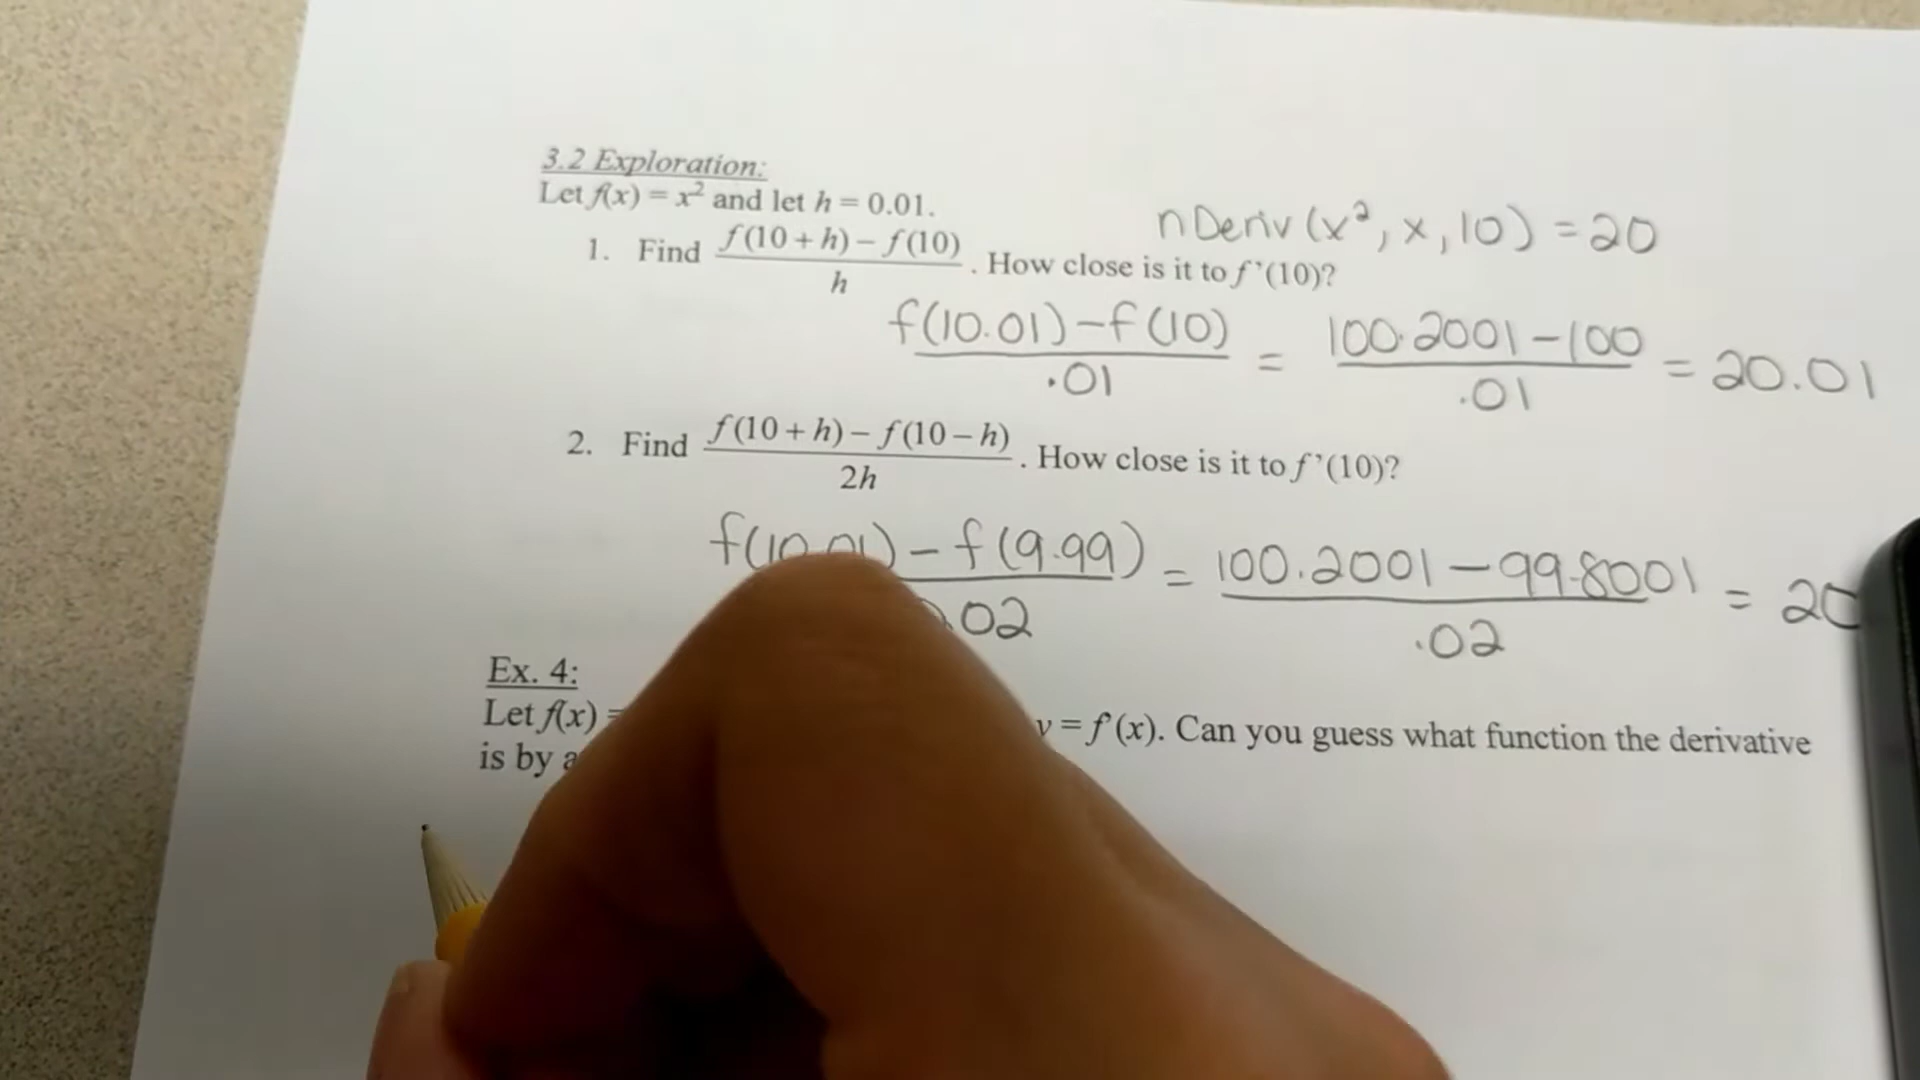 3.2 Exploration:
Let f(x) = x² and let h = 0.01.
nDeriv(x², x, 10) = 20
1. Find f(10 + h) – f(10) / h . How close is it to f’(10)?
f(10.01) – f(10) / .01 = 100.2001 – 100 / .01 = 20.01
2. Find f(10 + h) – f(10 – h) / 2h . How close is it to f’(10)?
f(10.01) – f(9.99) / .02 = 100.2001 – 99.8001 / .02 = 20
Ex. 4:
Let f(x) = y = f’(x). Can you guess what function the derivative
is by